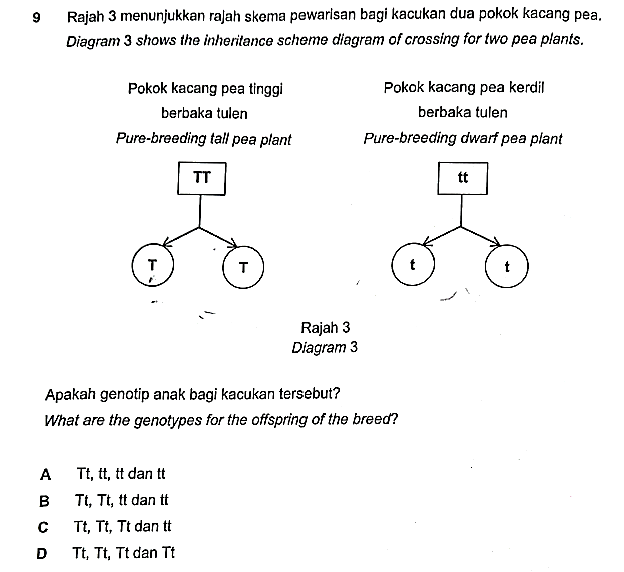 9 Rajah 3 menunjukkan rajah skema pewarisan bagi kacukan dua pokok kacang pea.
Diagram 3 shows the inheritance scheme diagram of crossing for two pea plants.
Pokok kacang pea tinggi
berbaka tulen
Pure-breeding tall pea plant
Pokok kacang pea kerdil
berbaka tulen
Pure-breeding dwarf pea plant
TT
tt
T
T
t
t
Rajah 3
Diagram 3
Apakah genotip anak bagi kacukan tersebut?
What are the genotypes for the offspring of the breed?
A Tt, tt, tt dan tt
B Tt, Tt, tt dan tt
C Tt, Tt, Tt dan tt
D Tt, Tt, Tt dan Tt